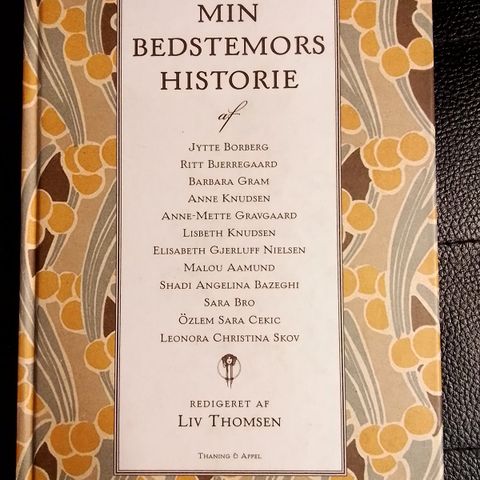 MIN
BEDSTEMORS
HISTORIE
af
JYTTE BORBERG
RITT BJERREGAARD
BARBARA GRAM
ANNE KNUDSEN
ANNE-METTE GRAVGAARD
LISBETH KNUDSEN
ELISABETH GJERLUFF NIELSEN
MALOU AAMUND
SHADI ANGELINA BAZEGHI
SARA BRO
ÖZLEM SARA CEKIC
LEONORA CHRISTINA SKOV
REDIGERET AF
LIV THOMSEN
THANING & APPEL